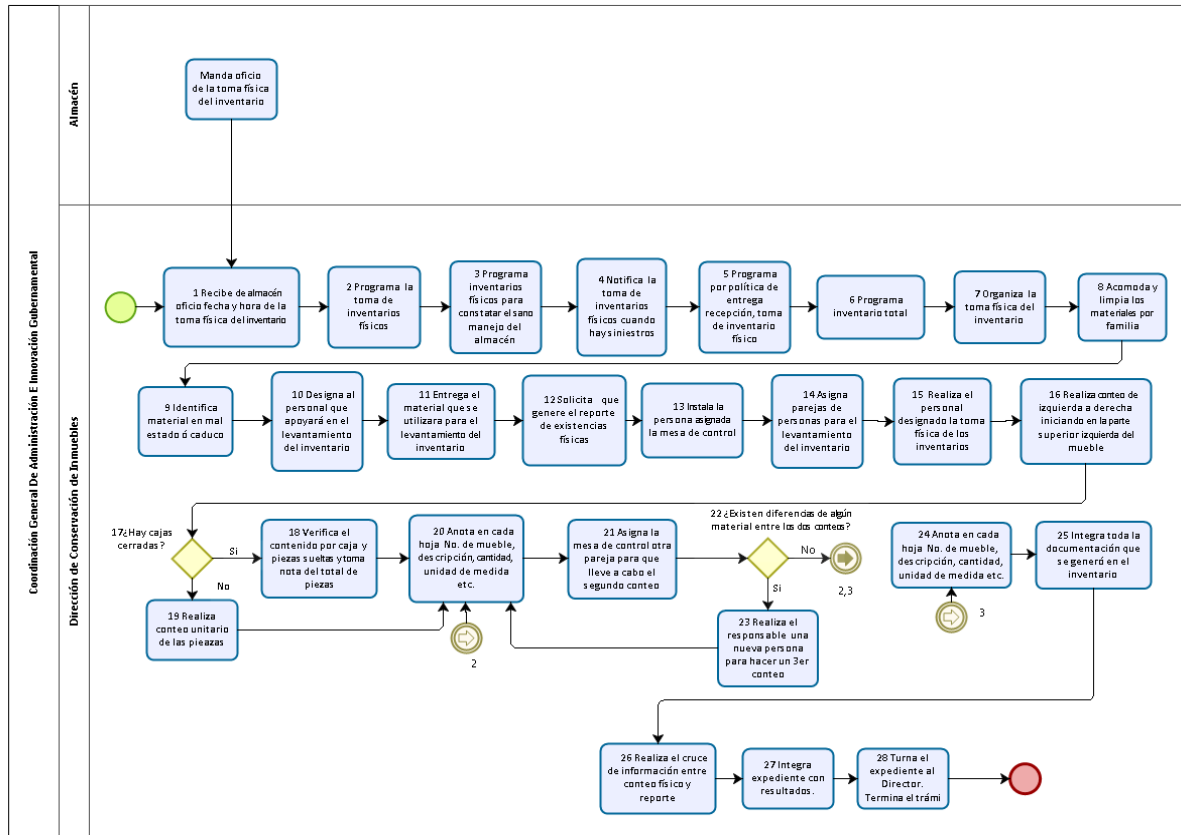 Coordinación General De Administración E Innovación Gubernamental
Almacén
Manda oficio
de la toma física
del inventario
Dirección de Conservación de Inmuebles
1 Recibe de almacén
oficio fecha y hora de la
toma física del inventario
2 Programa la
toma de
inventarios
físicos
3 Programa
inventarios
físicos para
constatar el sano
manejo del
almacén
4 Notifica la
toma de
inventarios
físicos cuando
hay siniestros
5 Programa
por política de
entrega
recepción, toma
de inventario
físico
6 Programa
inventario total
7 Organiza
la toma física del
inventario
8 Acomoda y
limpia los
materiales por
familia
9 Identifica
material en mal
estado ó caduco
10 Designa al
personal que
apoyará en el
levantamiento del
inventario
11 Entrega el
material que se
utilizara para el
levantamiento del
inventario
12 Solicita que
genere el reporte
de existencias
físicas
13 Instala la
persona asignada
la mesa de control
14 Asigna
parejas de
personas para el
levantamiento del
inventario
15 Realiza el
personal
designado la toma
física de los
inventarios
16 Realiza conteo de
izquierda a derecha
iniciando en la parte
superior izquierda del
mueble
17¿Hay cajas
cerradas?
Si
No
18 Verifica el
contenido por caja y
piezas sueltas y toma
nota del total de
piezas
19 Realiza
conteo unitario
de las pieazas
20 Anota en cada
hoja No. de mueble,
descripción, cantidad,
unidad de medida
etc.
2
21 Asigna la
mesa de control otra
pareja para que
lleve a cabo el
segundo conteo
22 ¿Existen diferencias de algún
material entre los dos conteos?
No
2,3
Si
23 Realiza el
responsable una
nueva persona
para hacer un 3er
conteo
24 Anota en cada
hoja No. de mueble,
descripción, cantidad,
unidad de medida etc.
3
25 Integra toda la
documentación que
se generó en el
inventario
26 Realiza el cruce
de información entre
conteo físico y
reporte
27 Integra
expediente con
resultados.
28 Turna el
expediente al
Director.
Termina el trámi